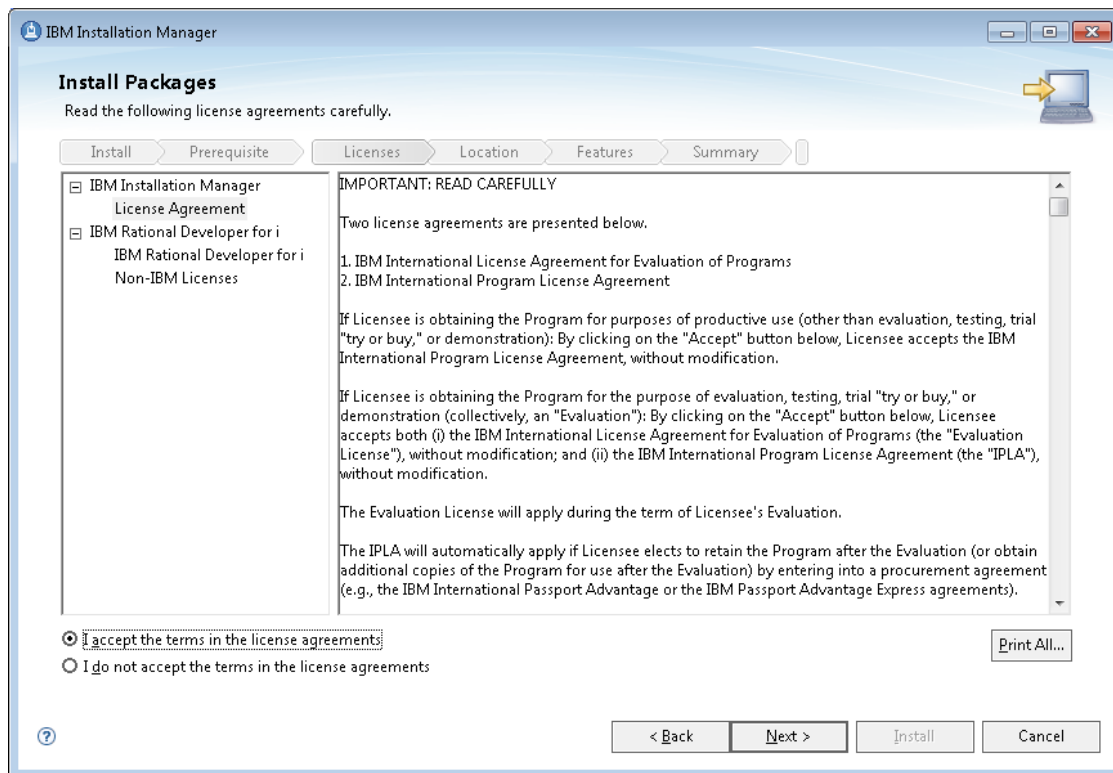 IBM Installation Manager
Install Packages
Read the following license agreements carefully.
Install Prerequisite Licenses Location Features Summary
IBM Installation Manager
License Agreement
IBM Rational Developer for i
IBM Rational Developer for i
Non-IBM Licenses
IMPORTANT: READ CAREFULLY
Two license agreements are presented below.
1. IBM International License Agreement for Evaluation of Programs
2. IBM International Program License Agreement
If Licensee is obtaining the Program for purposes of productive use (other than evaluation, testing, trial
"try or buy," or demonstration): By clicking on the "Accept" button below, Licensee accepts the IBM
International Program License Agreement, without modification.
If Licensee is obtaining the Program for the purpose of evaluation, testing, trial "try or buy," or
demonstration (collectively, an "Evaluation"): By clicking on the "Accept" button below, Licensee
accepts both (i) the IBM International License Agreement for Evaluation of Programs (the "Evaluation
License"), without modification; and (ii) the IBM International Program License Agreement (the "IPLA"),
without modification.
The Evaluation License will apply during the term of Licensee's Evaluation.
The IPLA will automatically apply if Licensee elects to retain the Program after the Evaluation (or obtain
additional copies of the Program for use after the Evaluation) by entering into a procurement agreement
(e.g., the IBM International Passport Advantage or the IBM Passport Advantage Express agreements).
I accept the terms in the license agreements
I do not accept the terms in the license agreements
Print All...
?
< Back Next > Install Cancel